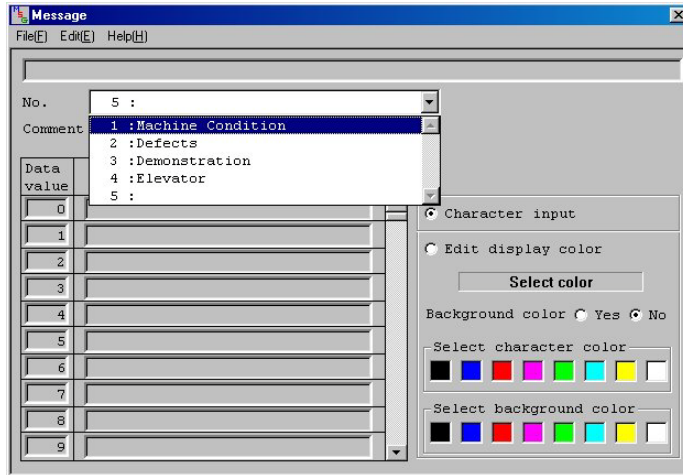 Message
File(F) Edit(E) Help(H)
No. 5 :
Comment
1 :Machine Condition
2 :Defects
3 :Demonstration
4 :Elevator
5 :
Data
value
0
1
2
3
4
5
6
7
8
9
Character input
Edit display color
Select color
Background color Yes No
Select character color
Select background color